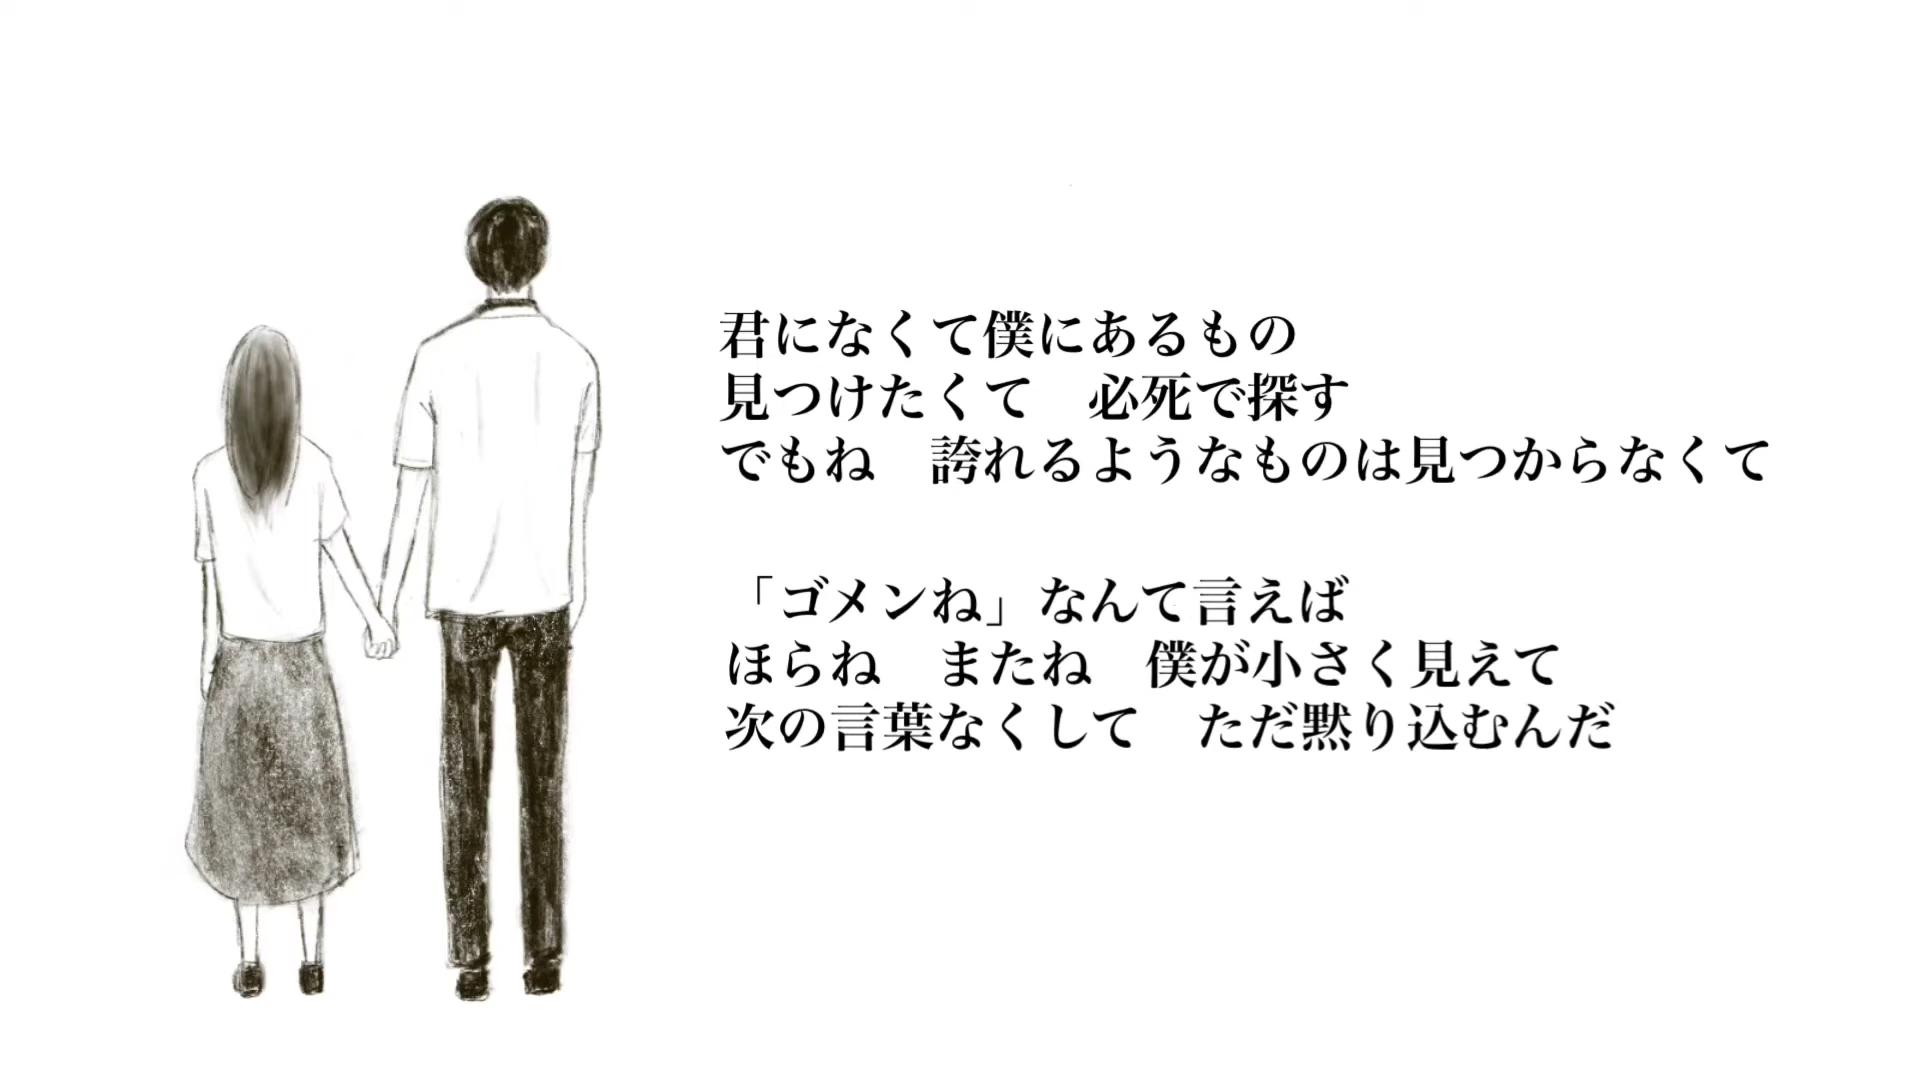 君になくて僕にあるもの
見つけたくて　必死で探す
でもね　誇れるようなものは見つからなくて
「ゴメンね」なんて言えば
ほらね　またね　僕が小さく見えて
次の言葉なくして　ただ黙り込むんだ